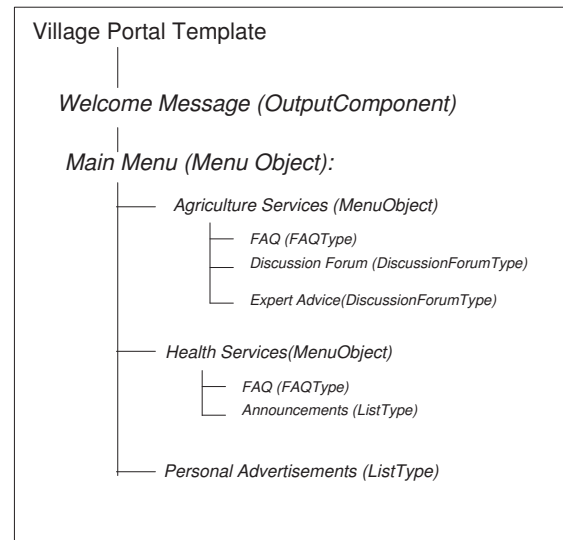 Village Portal Template
Welcome Message (OutputComponent)
Main Menu (Menu Object):
Agriculture Services (MenuObject)
FAQ (FAQType)
Discussion Forum (DiscussionForumType)
Expert Advice(DiscussionForumType)
Health Services(MenuObject)
FAQ (FAQType)
Announcements (ListType)
Personal Advertisements (ListType)